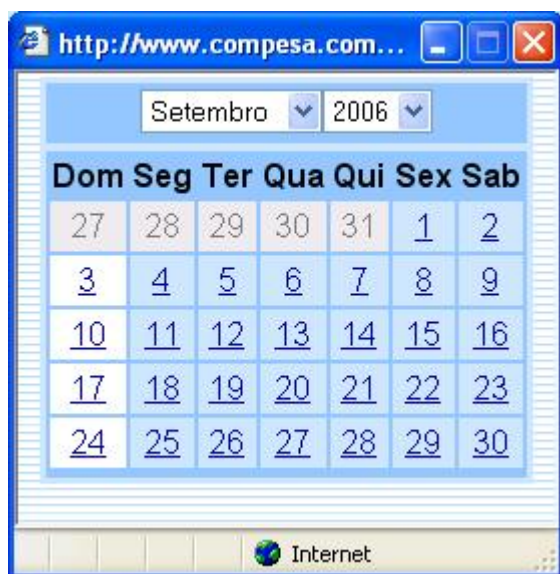 http://www.compesa.com...
Setembro 2006
Dom Seg Ter Qua Qui Sex Sab
27 28 29 30 31 1 2
3 4 5 6 7 8 9
10 11 12 13 14 15 16
17 18 19 20 21 22 23
24 25 26 27 28 29 30
Internet